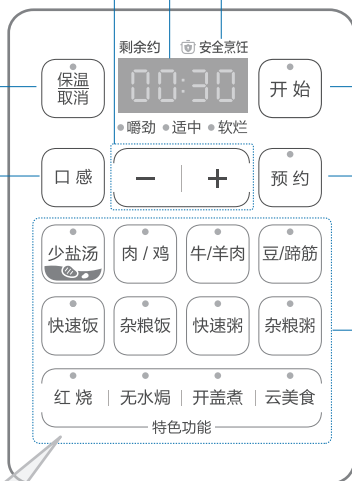 剩余约 安全烹饪
保温
取消
00:30
开始
嚼劲 适中 软烂
口感
− +
预约
少盐汤 肉/鸡 牛/羊肉 豆/蹄筋
快速饭 杂粮饭 快速粥 杂粮粥
红烧 | 无水焗 | 开盖煮 | 云美食
特色功能